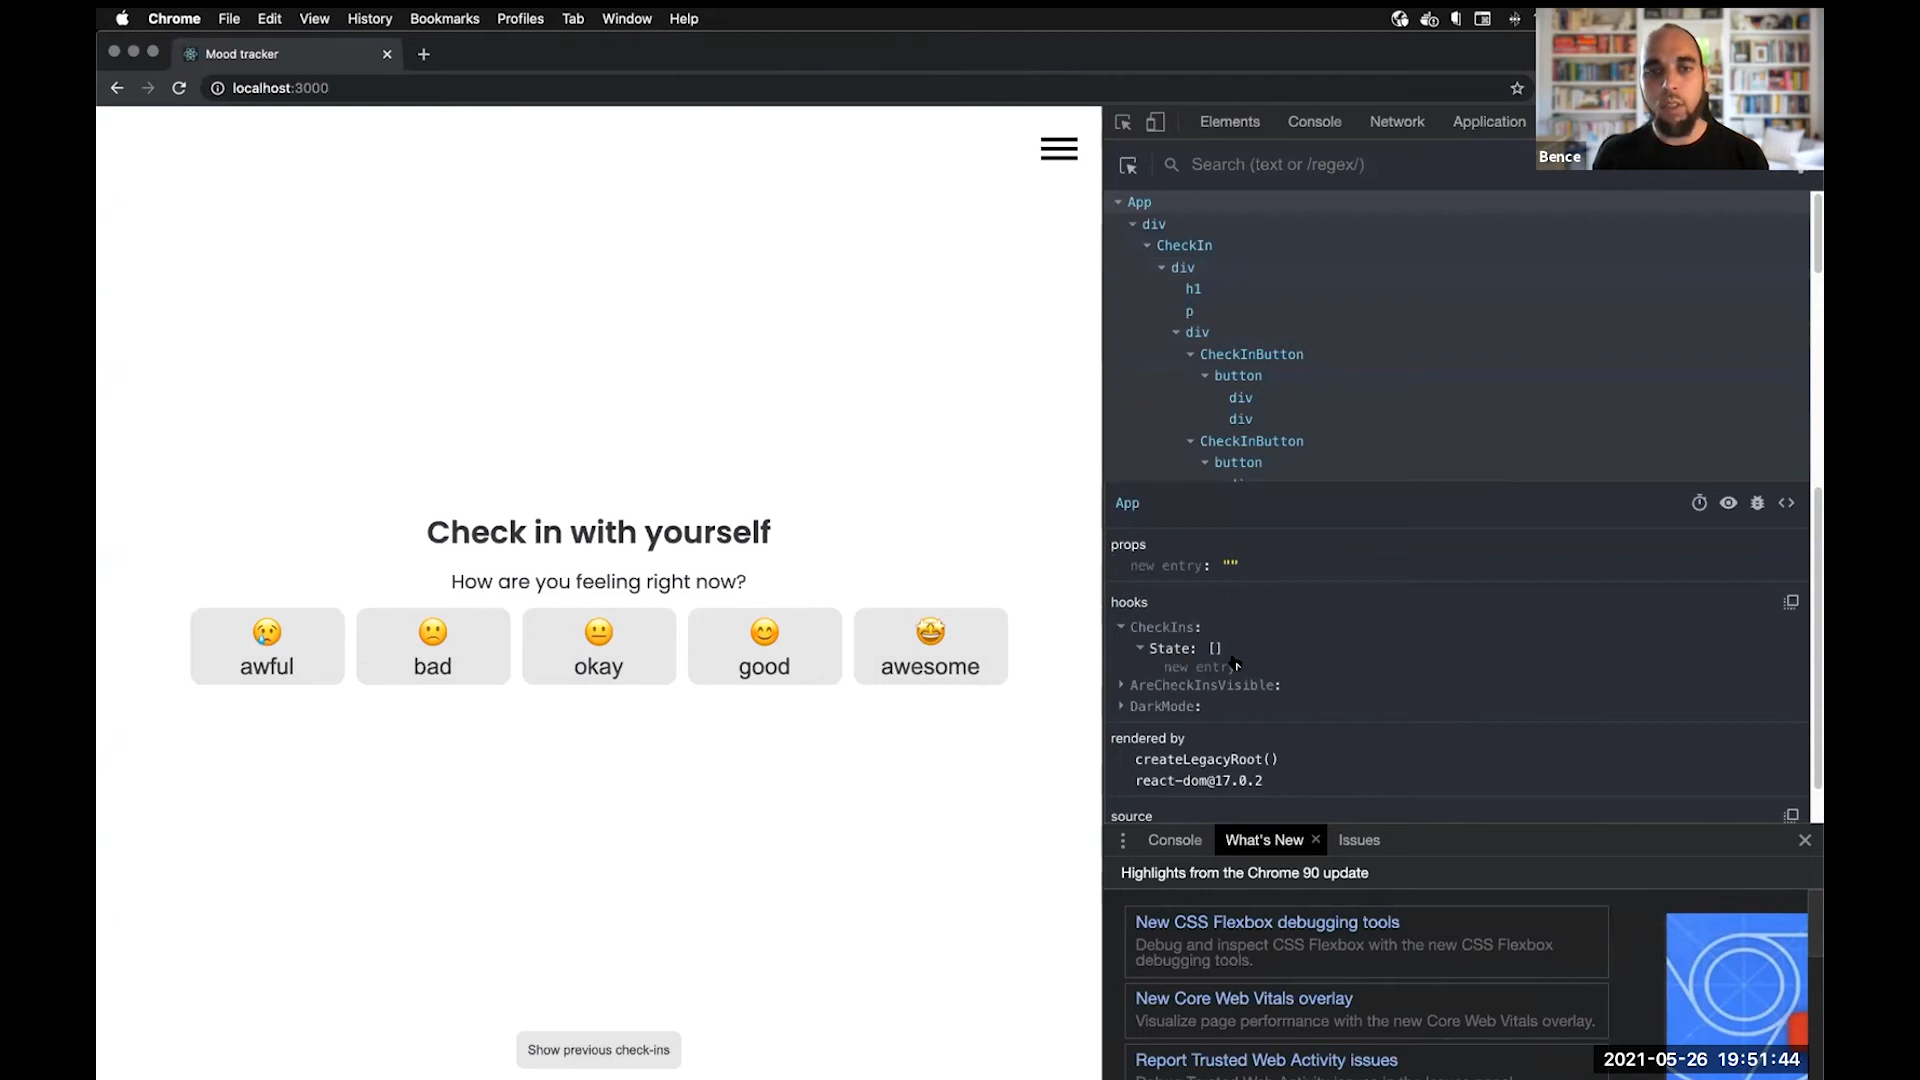 Chrome File Edit View History Bookmarks Profiles Tab Window Help
Mood tracker
localhost:3000
Elements Console Network Application
Bence
Search (text or /regex/)
App
div
CheckIn
div
h1
p
div
CheckInButton
button
div
div
CheckInButton
button
App
props
new entry: ""
hooks
CheckIns:
State: []
new entry
AreCheckInsVisible:
DarkMode:
rendered by
createLegacyRoot()
react-dom@17.0.2
source
Check in with yourself
How are you feeling right now?
awful bad okay good awesome
Show previous check-ins
Console What's New Issues
Highlights from the Chrome 90 update
New CSS Flexbox debugging tools
Debug and inspect CSS Flexbox with the new CSS Flexbox
debugging tools.
New Core Web Vitals overlay
Visualize page performance with the new Core Web Vitals overlay.
Report Trusted Web Activity issues
2021-05-26 19:51:44